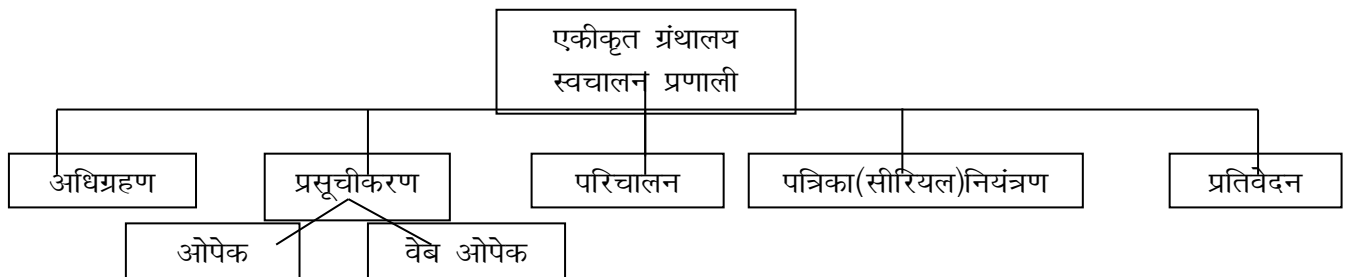 एकीकृत ग्रंथालय
स्वचालन प्रणाली
अधिग्रहण
प्रसूचीकरण
परिचालन
पत्रिका(सीरियल)नियंत्रण
प्रतिवेदन
ओपेक
वेब ओपेक